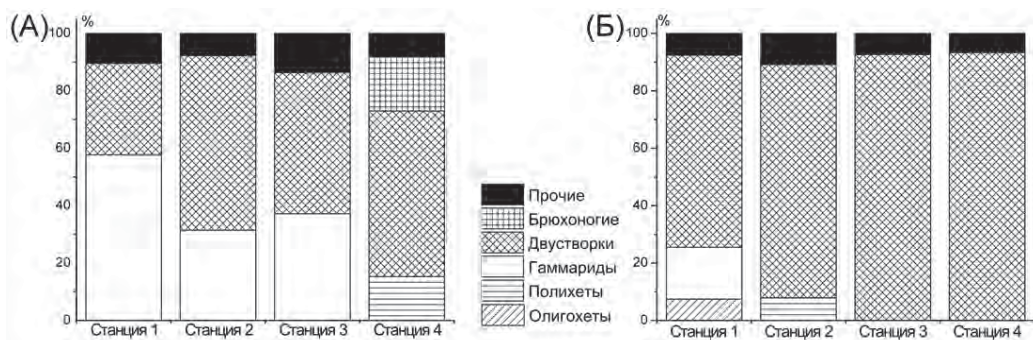 (А)
%
100
80
60
40
20
0
Станция 1 Станция 2 Станция 3 Станция 4
Прочие
Брюхоногие
Двустворки
Гаммариды
Полихеты
Олигохеты
(Б)
%
100
80
60
40
20
0
Станция 1 Станция 2 Станция 3 Станция 4